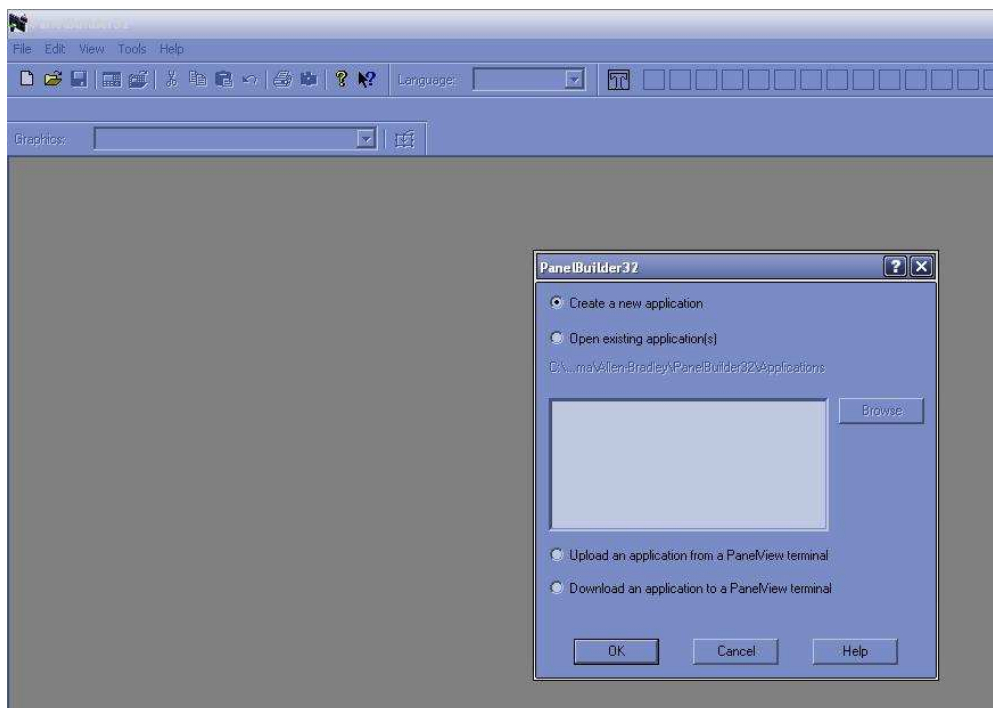 PanelBuilder32
File Edit View Tools Help
Language:
Graphics:
PanelBuilder32
Create a new application
Open existing application(s)
C:\...ma\Allen-Bradley\PanelBuilder32\Applications
Browse
Upload an application from a PanelView terminal
Download an application to a PanelView terminal
OK Cancel Help